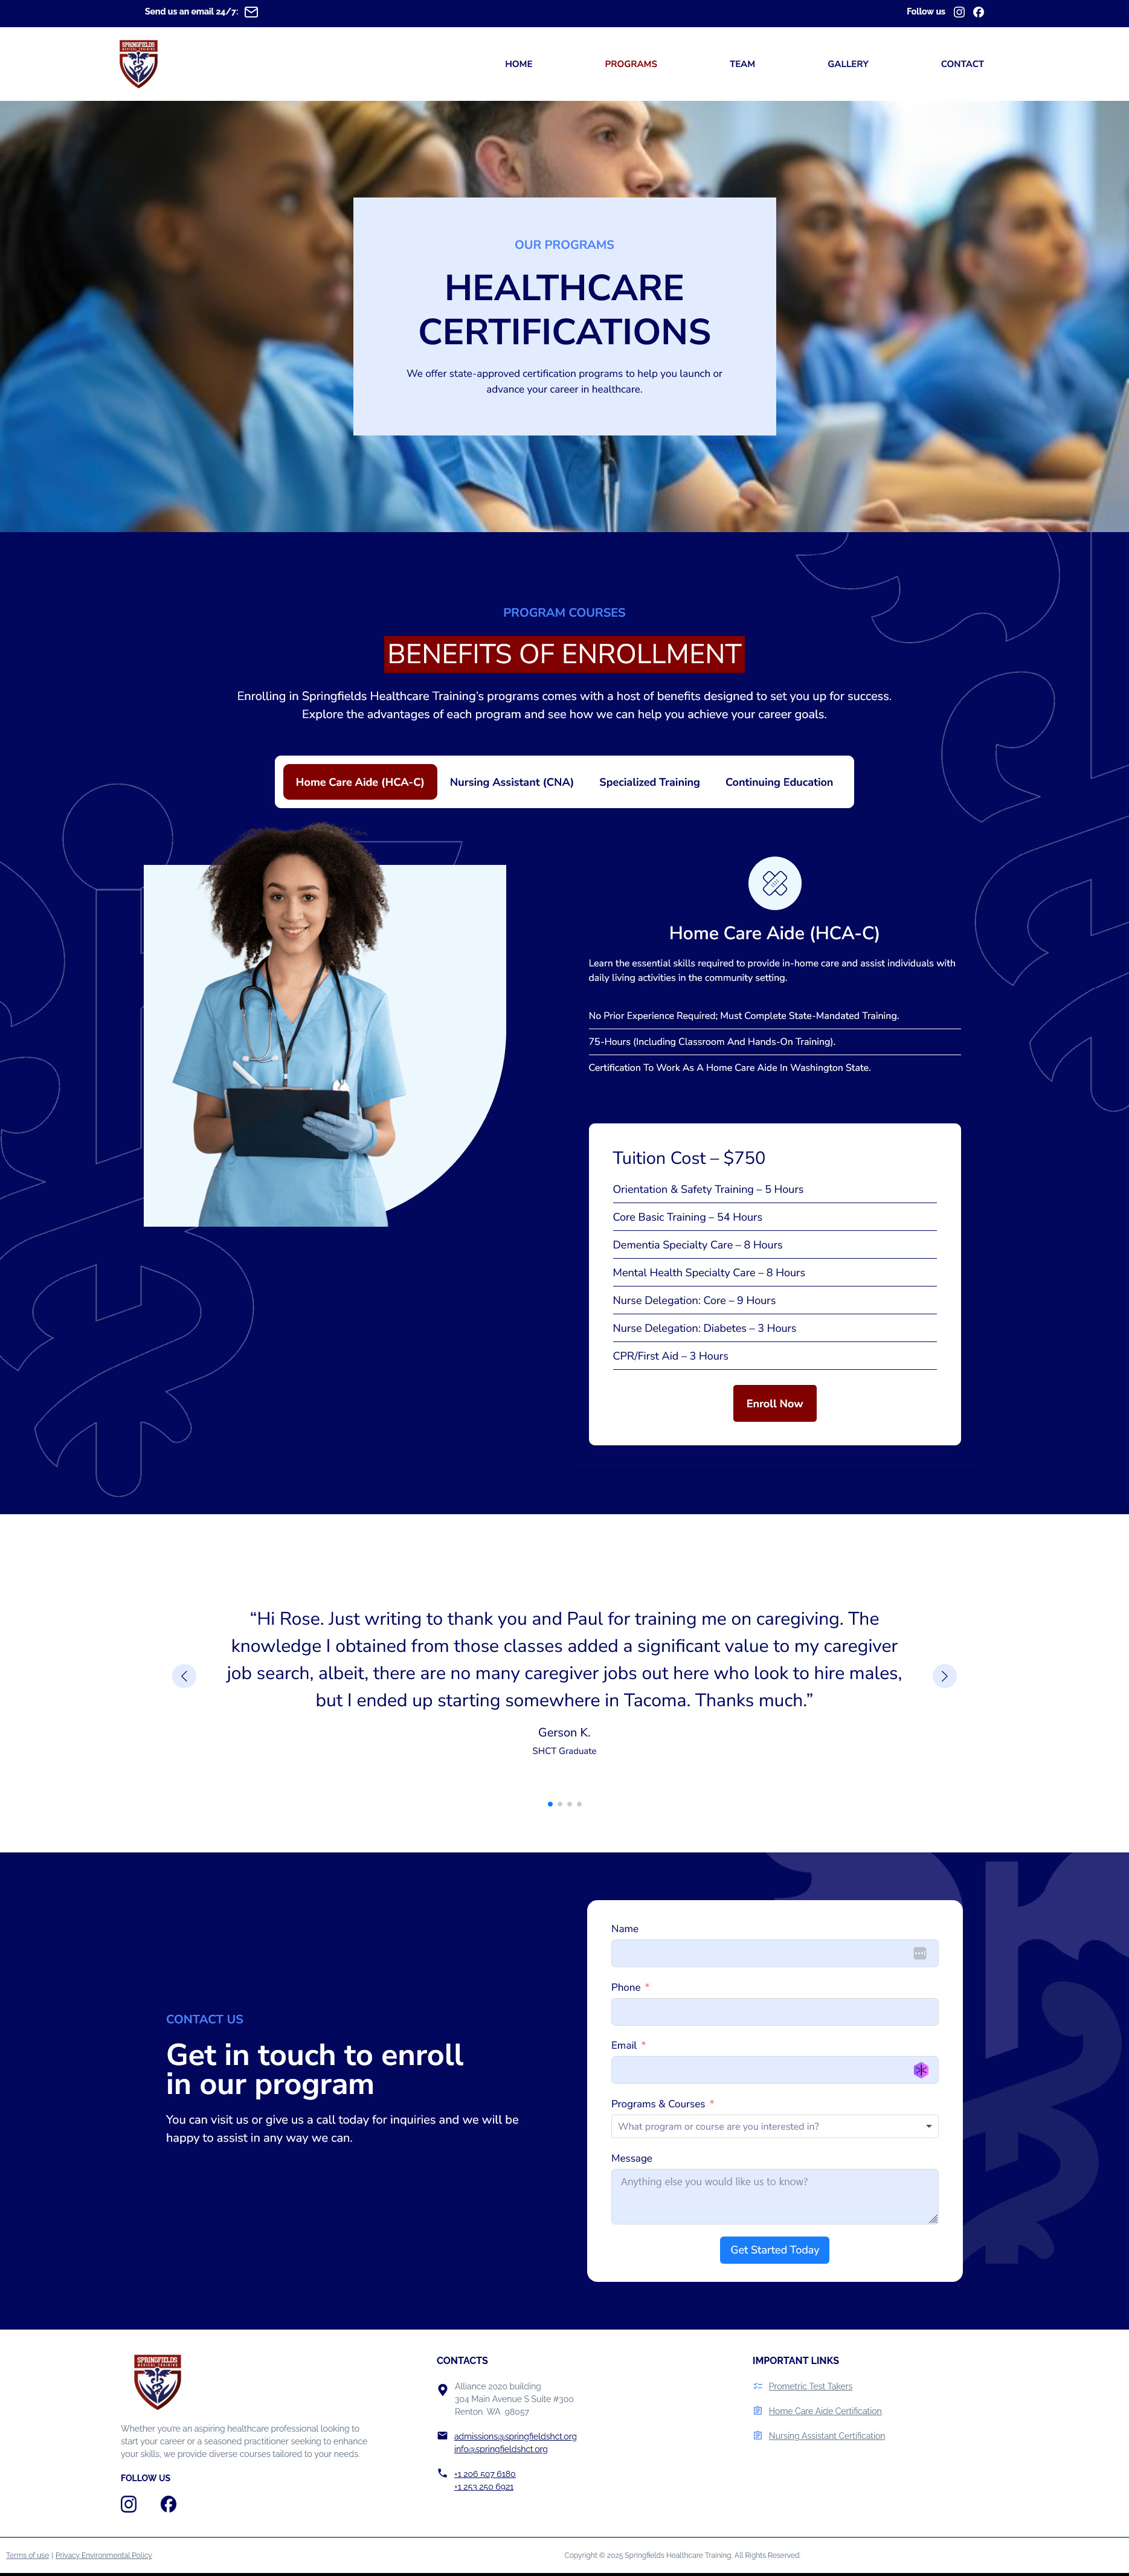 Send us an email 24/7:
Follow us
SPRINGFIELDS
MEDICAL TRAINING
HOME
PROGRAMS
TEAM
GALLERY
CONTACT
OUR PROGRAMS
HEALTHCARE
CERTIFICATIONS
We offer state-approved certification programs to help you launch or
advance your career in healthcare.
PROGRAM COURSES
BENEFITS OF ENROLLMENT
Enrolling in Springfields Healthcare Training’s programs comes with a host of benefits designed to set you up for success.
Explore the advantages of each program and see how we can help you achieve your career goals.
Home Care Aide (HCA-C)
Nursing Assistant (CNA)
Specialized Training
Continuing Education
Home Care Aide (HCA-C)
Learn the essential skills required to provide in-home care and assist individuals with
daily living activities in the community setting.
No Prior Experience Required; Must Complete State-Mandated Training.
75-Hours (Including Classroom And Hands-On Training).
Certification To Work As A Home Care Aide In Washington State.
Tuition Cost – $750
Orientation & Safety Training – 5 Hours
Core Basic Training – 54 Hours
Dementia Specialty Care – 8 Hours
Mental Health Specialty Care – 8 Hours
Nurse Delegation: Core – 9 Hours
Nurse Delegation: Diabetes – 3 Hours
CPR/First Aid – 3 Hours
Enroll Now
“Hi Rose. Just writing to thank you and Paul for training me on caregiving. The
knowledge I obtained from those classes added a significant value to my caregiver
job search, albeit, there are no many caregiver jobs out here who look to hire males,
but I ended up starting somewhere in Tacoma. Thanks much.”
Gerson K.
SHCT Graduate
CONTACT US
Get in touch to enroll
in our program
You can visit us or give us a call today for inquiries and we will be
happy to assist in any way we can.
Name
Phone *
Email *
Programs & Courses *
What program or course are you interested in?
Message
Anything else you would like us to know?
Get Started Today
SPRINGFIELDS
MEDICAL TRAINING
Whether you're an aspiring healthcare professional looking to
start your career or a seasoned practitioner seeking to enhance
your skills, we provide diverse courses tailored to your needs.
FOLLOW US
CONTACTS
Alliance 2020 building
304 Main Avenue S Suite #300
Renton. WA 98057
admissions@springfieldshct.org
info@springfieldshct.org
+1 206 507 6180
+1 253 250 6921
IMPORTANT LINKS
Prometric Test Takers
Home Care Aide Certification
Nursing Assistant Certification
Terms of use | Privacy Environmental Policy
Copyright © 2025 Springfields Healthcare Training. All Rights Reserved.